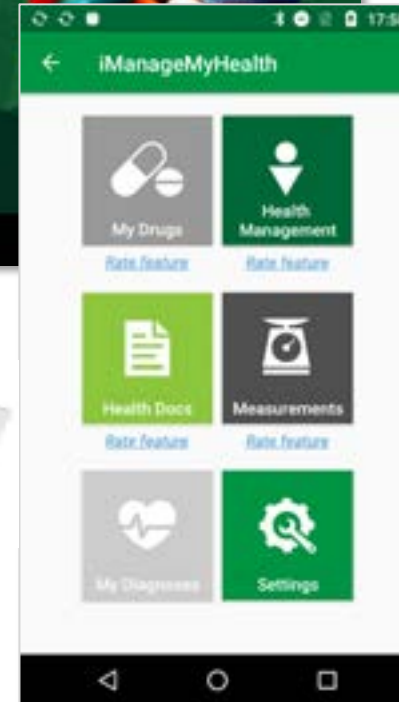 iManageMyHealth
My Drugs
Health
Management
Rate feature
Rate feature
Health Docs
Measurements
Rate feature
Rate feature
My Diagnoses
Settings